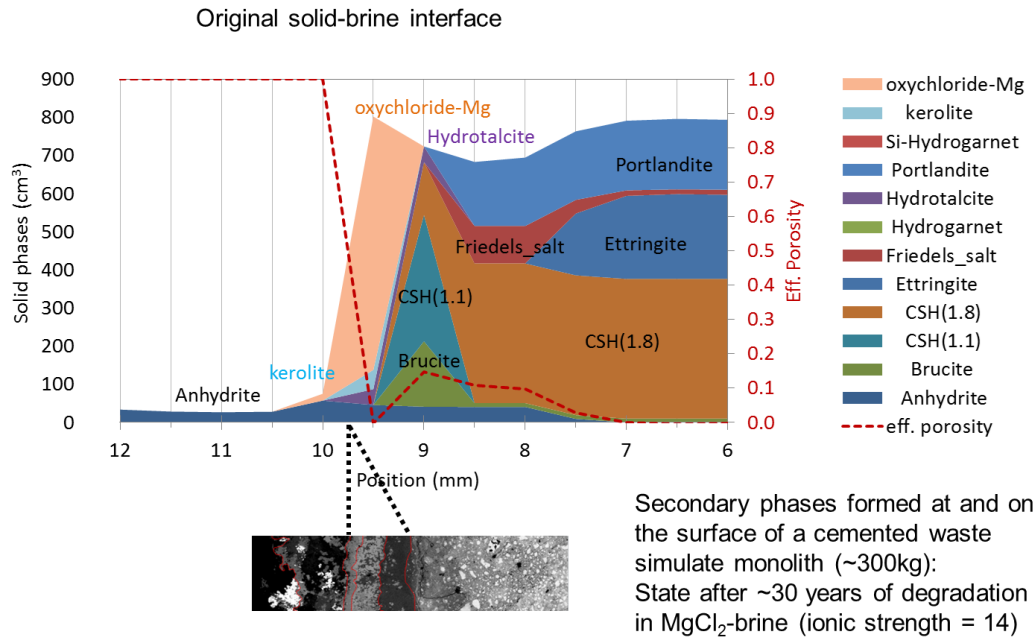 Original solid-brine interface
900
800
700
600
500
400
300
200
100
0
Solid phases (cm³)
1.0
0.9
0.8
0.7
0.6
0.5
0.4
0.3
0.2
0.1
0.0
Eff. Porosity
oxychloride-Mg
Hydrotalcite
Portlandite
Friedels_salt
Ettringite
CSH(1.1)
CSH(1.8)
Brucite
kerolite
Anhydrite
12
11
10
9
8
7
6
Position (mm)
oxychloride-Mg
kerolite
Si-Hydrogarnet
Portlandite
Hydrotalcite
Hydrogarnet
Friedels_salt
Ettringite
CSH(1.8)
CSH(1.1)
Brucite
Anhydrite
eff. porosity
Secondary phases formed at and on
the surface of a cemented waste
simulate monolith (~300kg):
State after ~30 years of degradation
in MgCl₂-brine (ionic strength = 14)